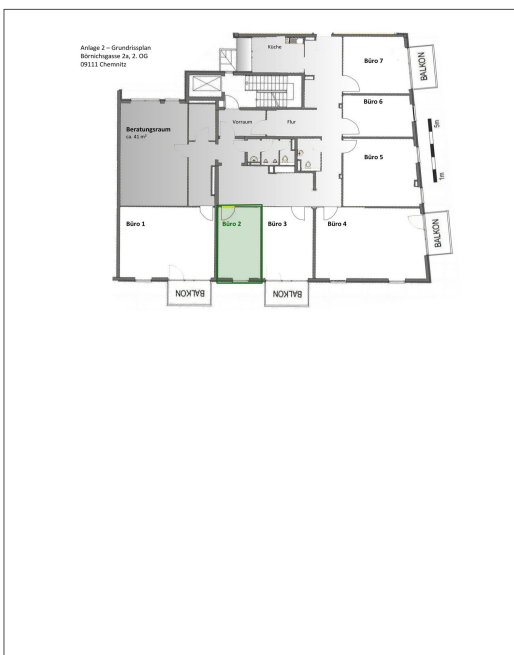 Anlage 2 – Grundrissplan
Börnichsgasse 2a, 2. OG
09111 Chemnitz
Küche
Büro 7
BALKON
Büro 6
Vorraum
Flur
Beratungsraum
ca. 41 m²
5m
1m
Büro 5
Büro 1
Büro 2
Büro 3
Büro 4
BALKON
BALKON
BALKON